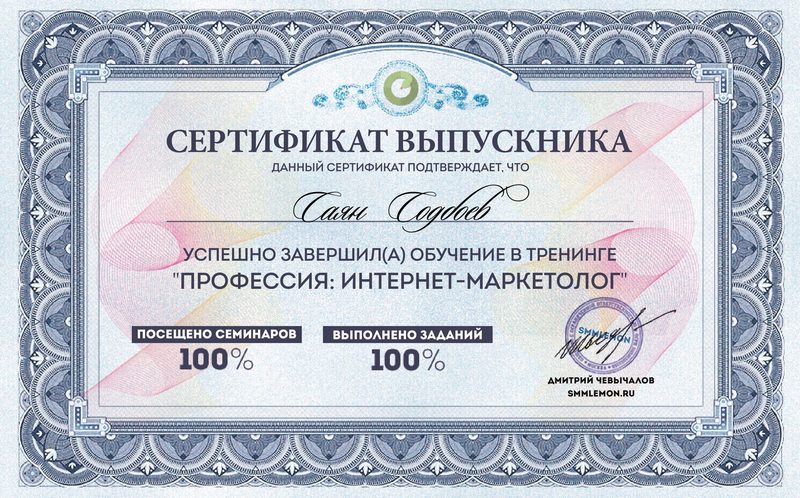 СЕРТИФИКАТ ВЫПУСКНИКА
ДАННЫЙ СЕРТИФИКАТ ПОДТВЕРЖДАЕТ, ЧТО
Саян Содбоев
УСПЕШНО ЗАВЕРШИЛ(А) ОБУЧЕНИЕ В ТРЕНИНГЕ
"ПРОФЕССИЯ: ИНТЕРНЕТ-МАРКЕТОЛОГ"
ПОСЕЩЕНО СЕМИНАРОВ
100%
ВЫПОЛНЕНО ЗАДАНИЙ
100%
SMMLEMON
ДМИТРИЙ ЧЕВЫЧАЛОВ
SMMLEMON.RU